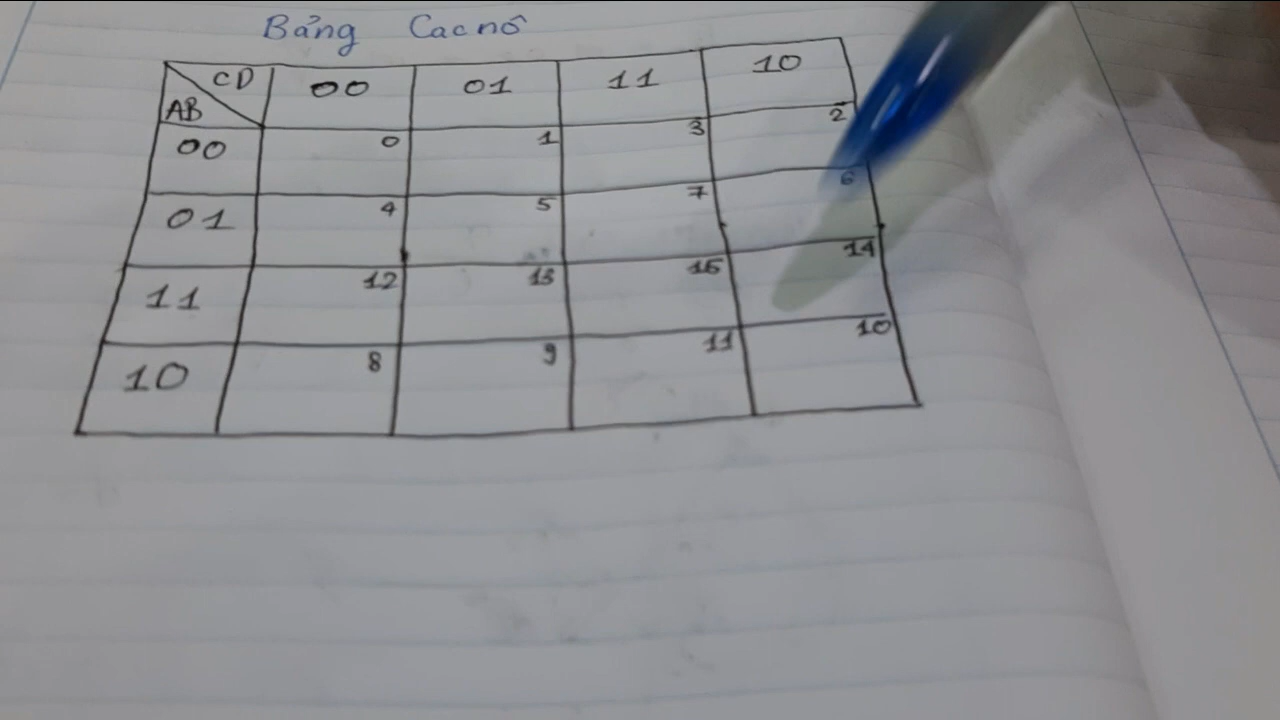 Bảng Cacnô
CD 00 01 11 10
AB
00 0 1 3 2
01 4 5 7 6
11 12 13 15 14
10 8 9 11 10